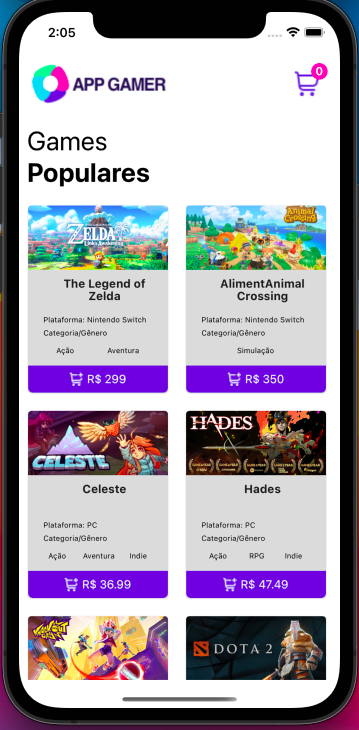 2:05
APP GAMER
0
Games
Populares
ZELDA
Link's Awakening
The Legend of
Zelda
Plataforma: Nintendo Switch
Categoria/Gênero
Ação Aventura
R$ 299
Animal
Crossing
AlimentAnimal
Crossing
Plataforma: Nintendo Switch
Categoria/Gênero
Simulação
R$ 350
CELESTE
Celeste
Plataforma: PC
Categoria/Gênero
Ação Aventura Indie
R$ 36.99
HADES
Hades
Plataforma: PC
Categoria/Gênero
Ação RPG Indie
R$ 47.49
DOTA 2